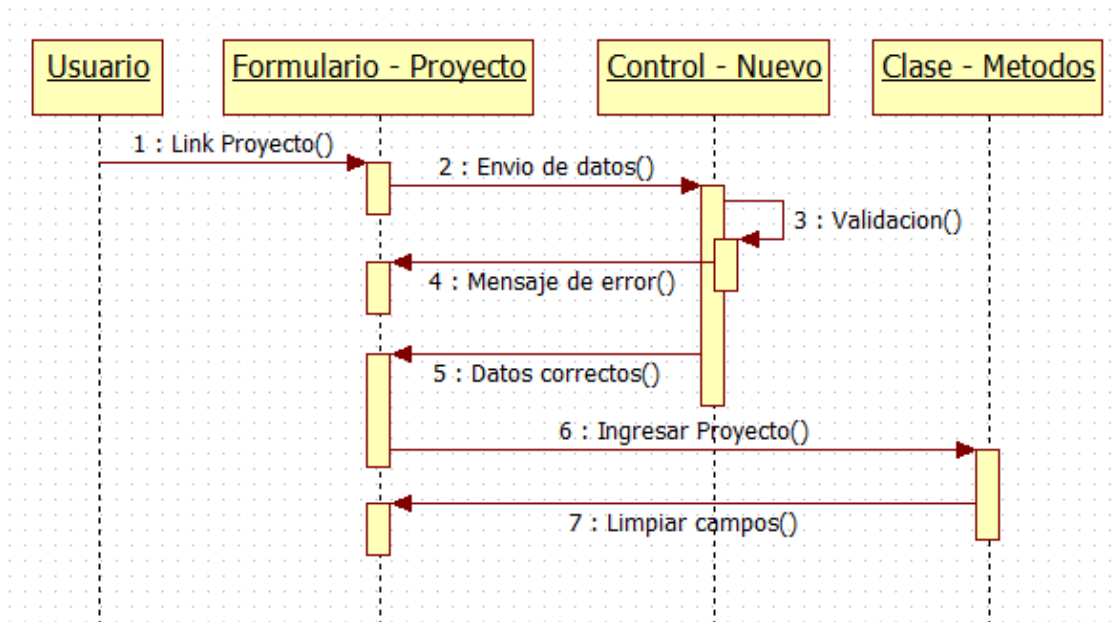 Usuario
Formulario - Proyecto
Control - Nuevo
Clase - Metodos
1 : Link Proyecto()
2 : Envio de datos()
3 : Validacion()
4 : Mensaje de error()
5 : Datos correctos()
6 : Ingresar Proyecto()
7 : Limpiar campos()